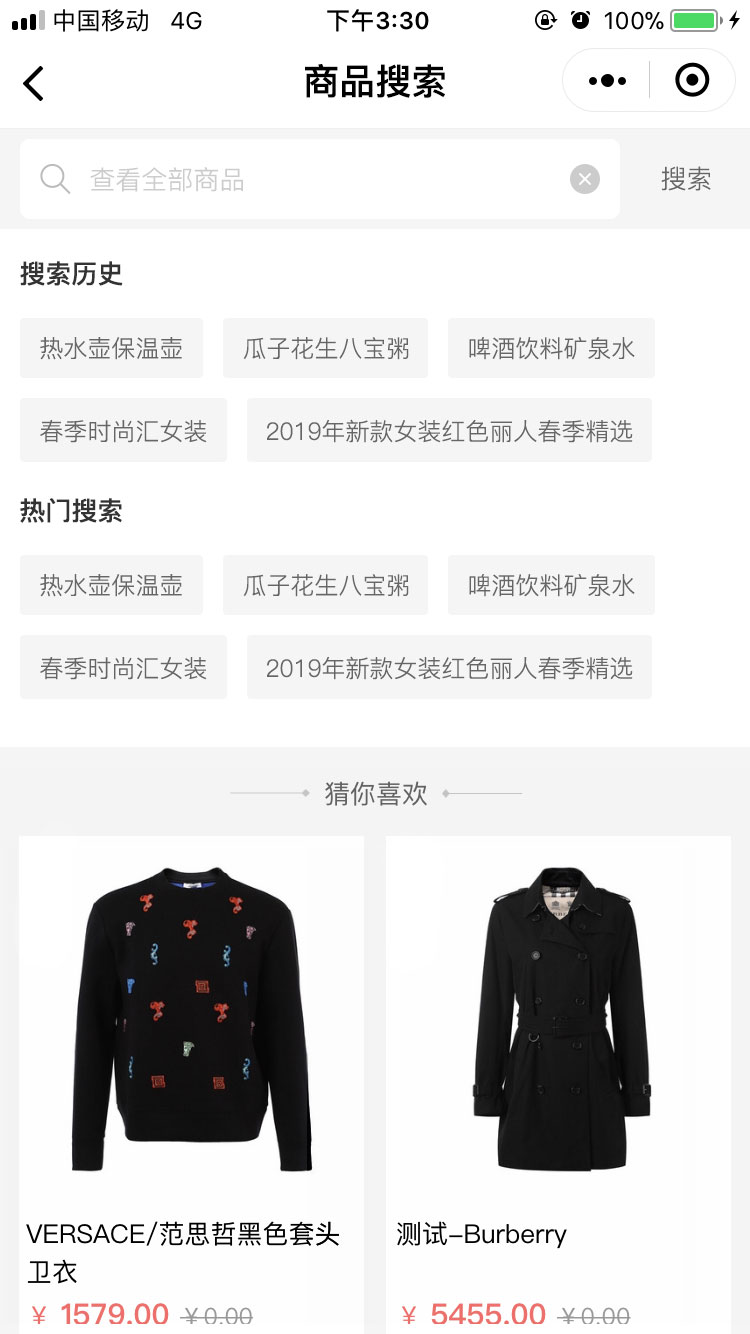 中国移动 4G 下午3:30 100%
商品搜索
查看全部商品 搜索
搜索历史
热水壶保温壶 瓜子花生八宝粥 啤酒饮料矿泉水
春季时尚汇女装 2019年新款女装红色丽人春季精选
热门搜索
热水壶保温壶 瓜子花生八宝粥 啤酒饮料矿泉水
春季时尚汇女装 2019年新款女装红色丽人春季精选
猜你喜欢
VERSACE/范思哲黑色套头
卫衣
¥ 1579.00 ¥0.00
测试-Burberry
¥ 5455.00 ¥0.00